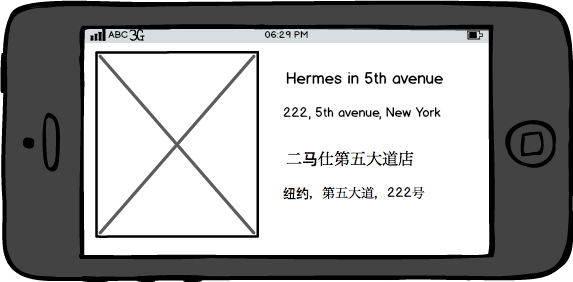 ABC 3G 06:29 PM
Hermes in 5th avenue
222, 5th avenue, New York
二马仕第五大道店
纽约，第五大道，222号